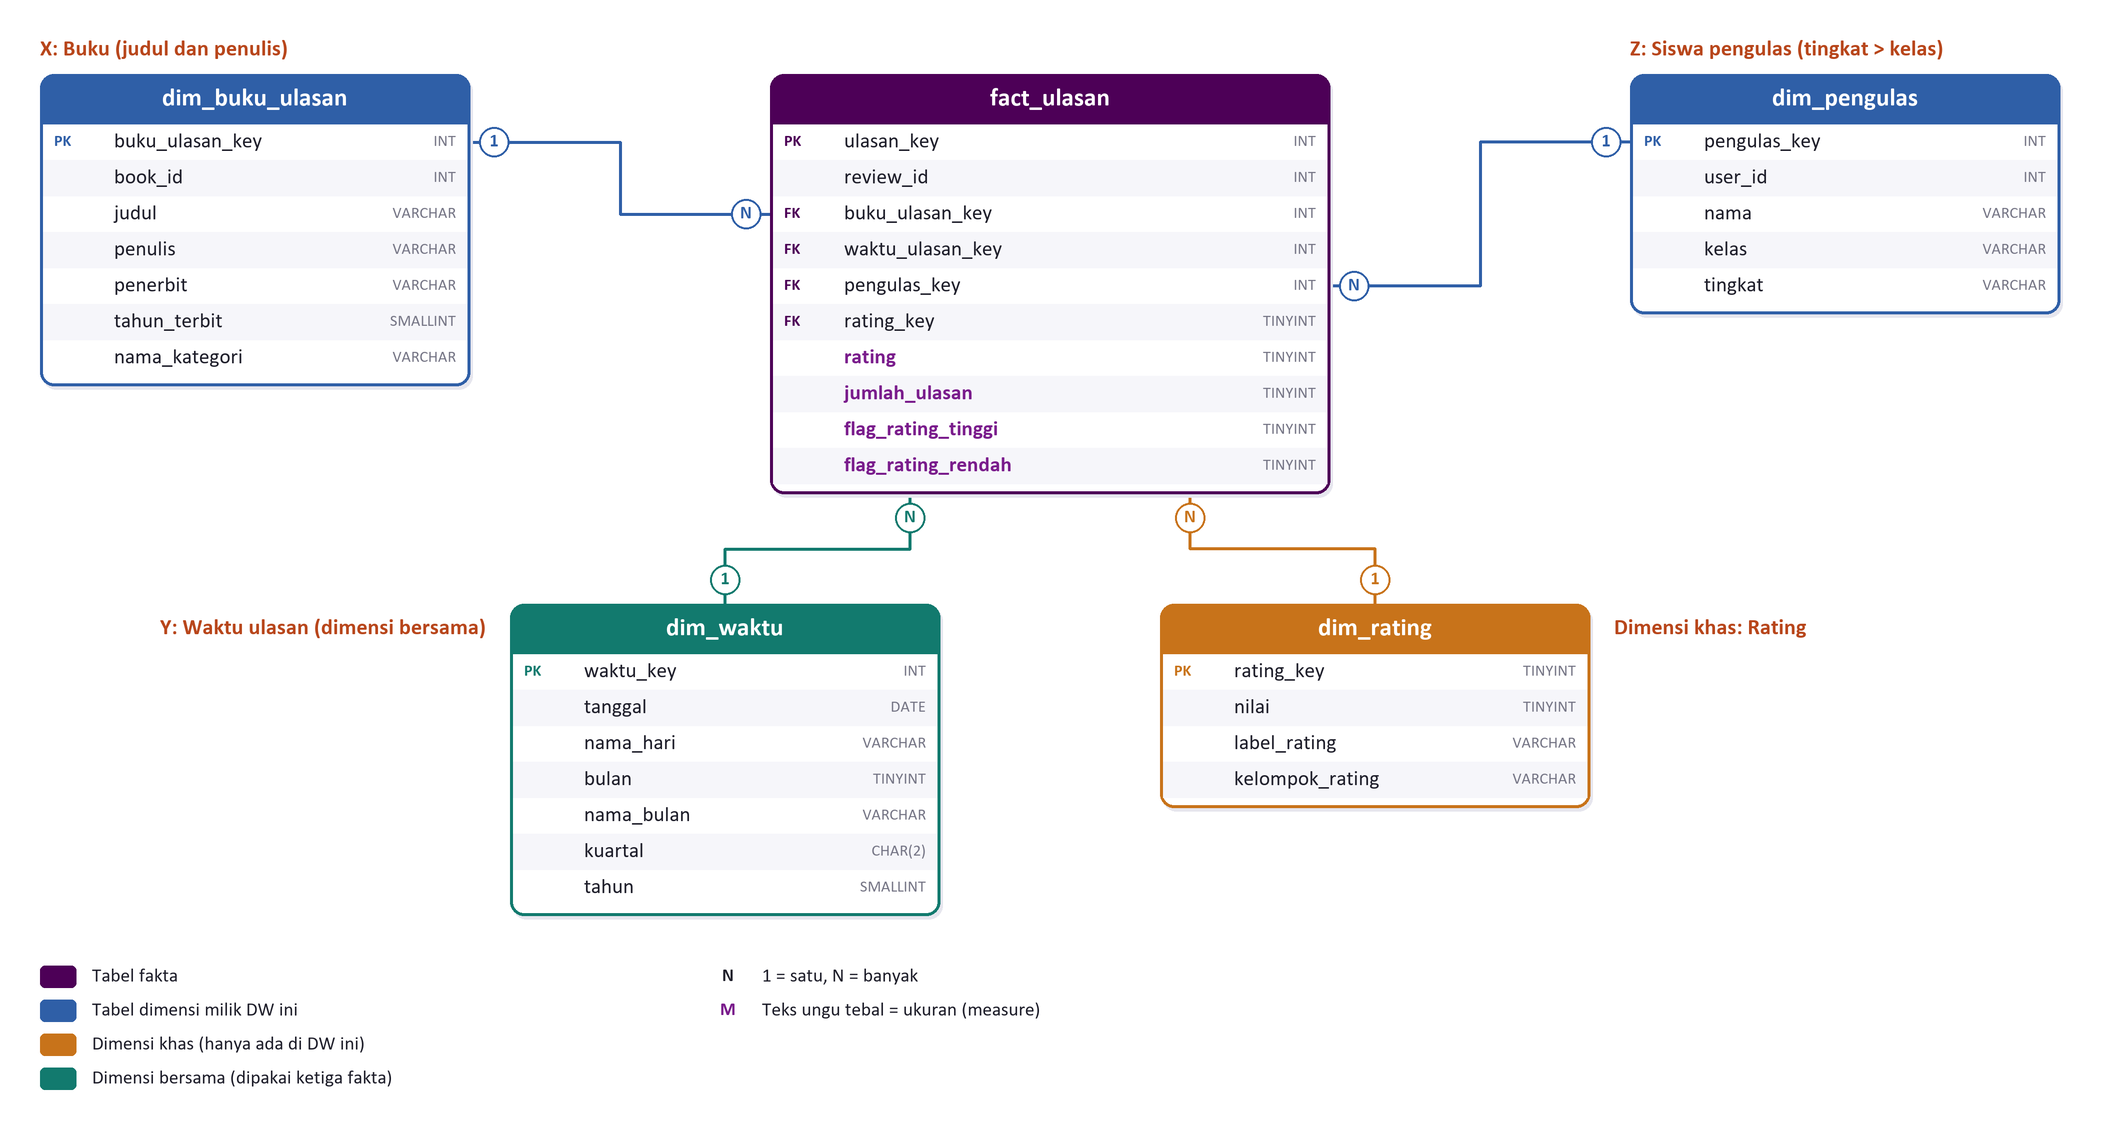 X: Buku (judul dan penulis)
dim_buku_ulasan
PK buku_ulasan_key INT
book_id INT
judul VARCHAR
penulis VARCHAR
penerbit VARCHAR
tahun_terbit SMALLINT
nama_kategori VARCHAR
1
N
fact_ulasan
PK ulasan_key INT
review_id INT
FK buku_ulasan_key INT
FK waktu_ulasan_key INT
FK pengulas_key INT
FK rating_key TINYINT
rating TINYINT
jumlah_ulasan TINYINT
flag_rating_tinggi TINYINT
flag_rating_rendah TINYINT
Z: Siswa pengulas (tingkat > kelas)
dim_pengulas
PK pengulas_key INT
user_id INT
nama VARCHAR
kelas VARCHAR
tingkat VARCHAR
1
N
N
1
N
1
Y: Waktu ulasan (dimensi bersama)
dim_waktu
PK waktu_key INT
tanggal DATE
nama_hari VARCHAR
bulan TINYINT
nama_bulan VARCHAR
kuartal CHAR(2)
tahun SMALLINT
dim_rating
PK rating_key TINYINT
nilai TINYINT
label_rating VARCHAR
kelompok_rating VARCHAR
Dimensi khas: Rating
Tabel fakta
Tabel dimensi milik DW ini
Dimensi khas (hanya ada di DW ini)
Dimensi bersama (dipakai ketiga fakta)
N 1 = satu, N = banyak
M Teks ungu tebal = ukuran (measure)